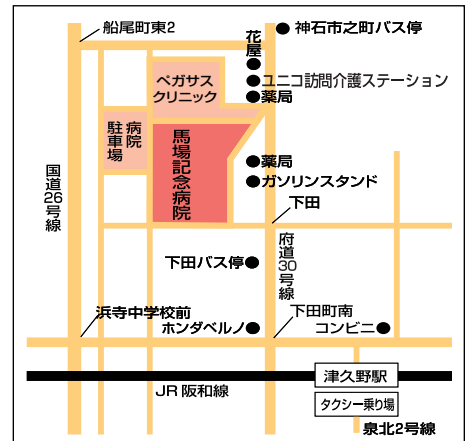 船尾町東2
神石市之町バス停
花屋
ペガサス
クリニック
ユニコ訪問介護ステーション
薬局
病院
駐車場
馬場記念病院
薬局
ガソリンスタンド
国道26号線
下田
府道30号線
下田バス停
浜寺中学校前
ホンダベルノ
下田町南
コンビニ
津久野駅
JR阪和線
タクシー乗り場
泉北2号線